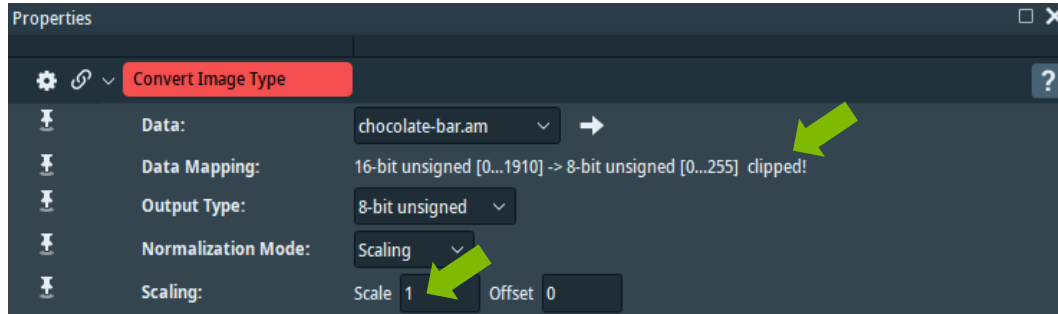 Properties
Convert Image Type
?
Data: chocolate-bar.am
Data Mapping: 16-bit unsigned [0...1910] -> 8-bit unsigned [0...255] clipped!
Output Type: 8-bit unsigned
Normalization Mode: Scaling
Scaling: Scale 1 Offset 0